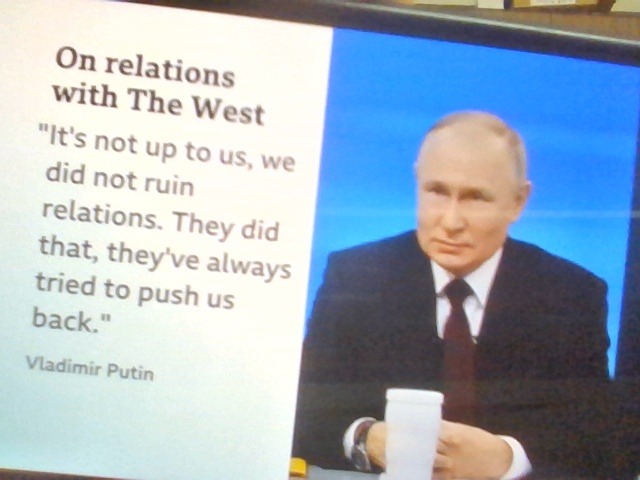 On relations
with The West
"It's not up to us, we
did not ruin
relations. They did
that, they've always
tried to push us
back."
Vladimir Putin